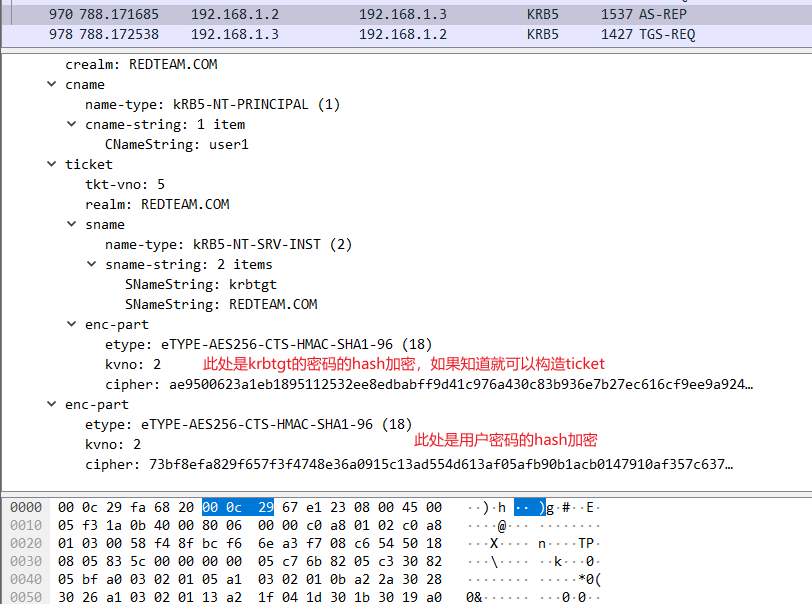 970 788.171685 192.168.1.2 192.168.1.3 KRB5 1537 AS-REP
978 788.172538 192.168.1.3 192.168.1.2 KRB5 1427 TGS-REQ
crealm: REDTEAM.COM
cname
name-type: kRB5-NT-PRINCIPAL (1)
cname-string: 1 item
CNameString: user1
ticket
tkt-vno: 5
realm: REDTEAM.COM
sname
name-type: kRB5-NT-SRV-INST (2)
sname-string: 2 items
SNameString: krbtgt
SNameString: REDTEAM.COM
enc-part
etype: eTYPE-AES256-CTS-HMAC-SHA1-96 (18)
kvno: 2 此处是krbtgt的密码的hash加密，如果知道就可以构造ticket
cipher: ae9500623a1eb1895112532ee8edbabff9d41c976a430c83b936e7b27ec616cf9ee9a924…
enc-part
etype: eTYPE-AES256-CTS-HMAC-SHA1-96 (18)
kvno: 2 此处是用户密码的hash加密
cipher: 73bf8efa829f657f3f4748e36a0915c13ad554d613af05afb90b1acb0147910af357c637…
0000 00 0c 29 fa 68 20 00 0c 29 67 e1 23 08 00 45 00 ··)·h ··)g·#··E·
0010 05 f3 1a 0b 40 00 80 06 00 00 c0 a8 01 02 c0 a8 ····@··· ········
0020 01 03 00 58 f4 8f bc f6 6e a3 f7 08 c6 54 50 18 ···X···· n····TP·
0030 08 05 83 5c 00 00 00 00 05 c7 6b 82 05 c3 30 82 ···\···· ··k···0·
0040 05 bf a0 03 02 01 05 a1 03 02 01 0b a2 2a 30 28 ········ ·····*0(
0050 30 26 a1 03 02 01 13 a2 1f 04 1d 30 1b 30 19 a0 0&······ ···0·0··